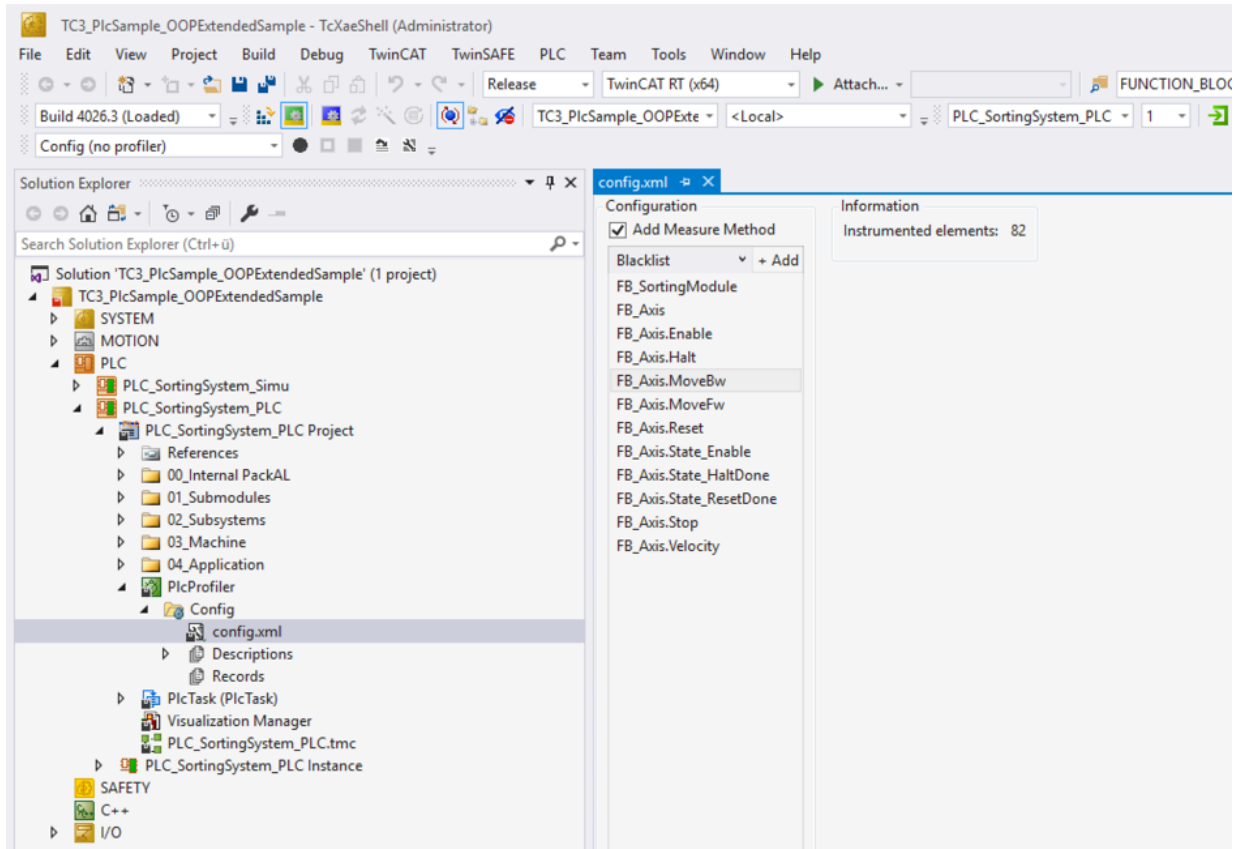 TC3_PlcSample_OOPExtendedSample - TcXaeShell (Administrator)
File Edit View Project Build Debug TwinCAT TwinSAFE PLC Team Tools Window Help
Release TwinCAT RT (x64) Attach... FUNCTION_BLOC
Build 4026.3 (Loaded) TC3_PlcSample_OOPExte <Local> PLC_SortingSystem_PLC 1
Config (no profiler)
Solution Explorer
Search Solution Explorer (Ctrl+ü)
Solution 'TC3_PlcSample_OOPExtendedSample' (1 project)
TC3_PlcSample_OOPExtendedSample
SYSTEM
MOTION
PLC
PLC_SortingSystem_Simu
PLC_SortingSystem_PLC
PLC_SortingSystem_PLC Project
References
00_Internal PackAL
01_Submodules
02_Subsystems
03_Machine
04_Application
PlcProfiler
Config
config.xml
Descriptions
Records
PlcTask (PlcTask)
Visualization Manager
PLC_SortingSystem_PLC.tmc
PLC_SortingSystem_PLC Instance
SAFETY
C++
I/O
config.xml
Configuration
Add Measure Method
Blacklist + Add
FB_SortingModule
FB_Axis
FB_Axis.Enable
FB_Axis.Halt
FB_Axis.MoveBw
FB_Axis.MoveFw
FB_Axis.Reset
FB_Axis.State_Enable
FB_Axis.State_HaltDone
FB_Axis.State_ResetDone
FB_Axis.Stop
FB_Axis.Velocity
Information
Instrumented elements: 82